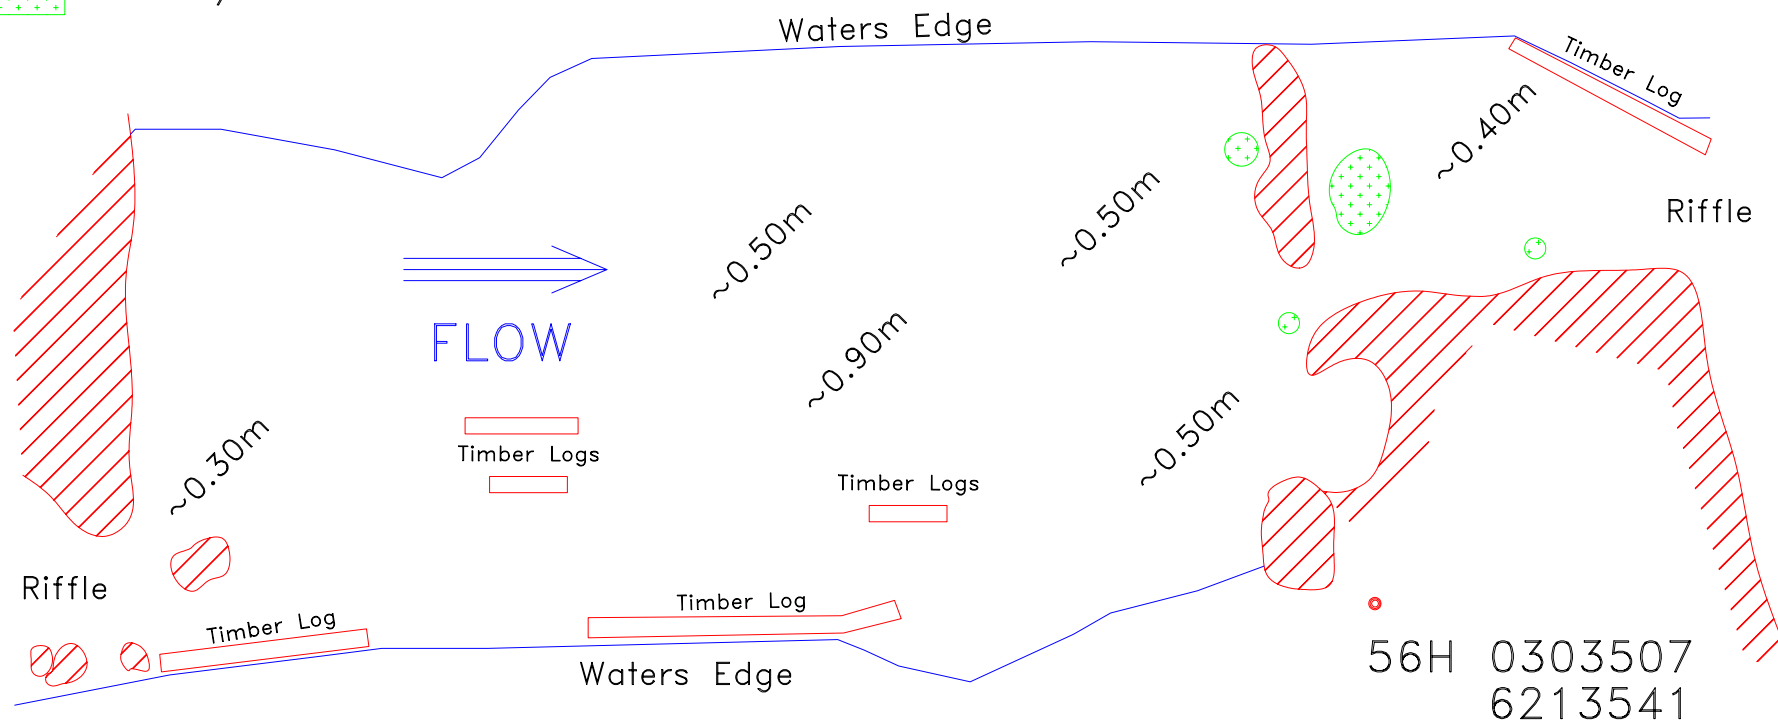 Waters Edge
Timber Log
~0.40m
~0.50m
~0.50m
Riffle
FLOW
~0.90m
~0.50m
~0.30m
Timber Logs
Timber Logs
Riffle
Timber Log
Timber Log
Waters Edge
56H 0303507
6213541